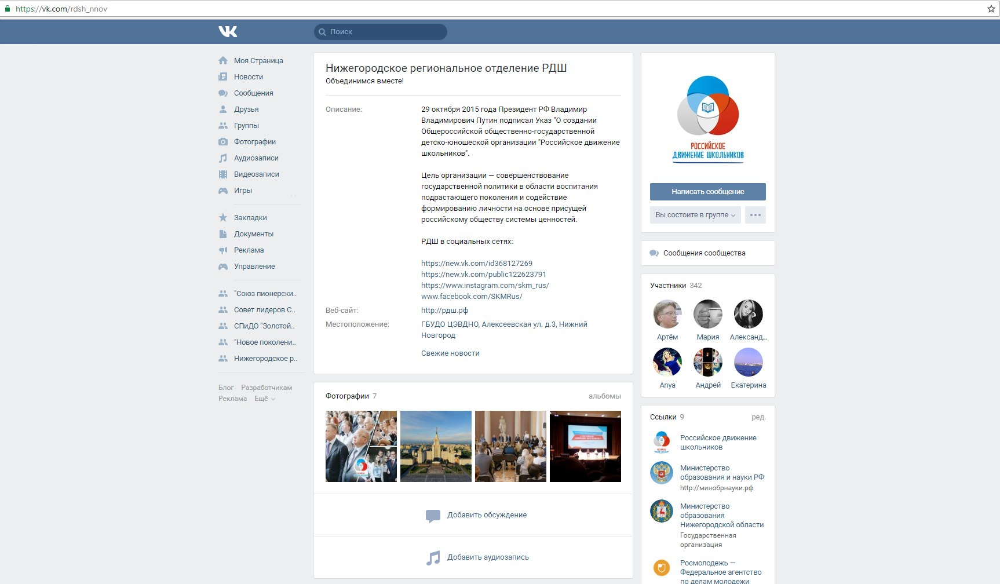 https://vk.com/rdsh_nnov
Поиск
Моя Страница
Новости
Сообщения
Друзья
Группы
Фотографии
Аудиозаписи
Видеозаписи
Игры
Закладки
Документы
Реклама
Управление
"Союз пионерски..
Совет лидеров С..
СПиДО "Золотой..
"Новое поколени..
Нижегородское р..
Блог Разработчикам
Реклама Ещё
Нижегородское региональное отделение РДШ
Объединимся вместе!
Описание:
29 октября 2015 года Президент РФ Владимир
Владимирович Путин подписал Указ "О создании
Общероссийской общественно-государственной
детско-юношеской организации "Российское движение
школьников".
Цель организации — совершенствование
государственной политики в области воспитания
подрастающего поколения и содействие
формированию личности на основе присущей
российскому обществу системы ценностей.
РДШ в социальных сетях:
https://new.vk.com/id368127269
https://new.vk.com/public122623791
https://www.instagram.com/skm_rus/
www.facebook.com/SKMRus/
Веб-сайт: http://рдш.рф
Местоположение: ГБУДО ЦЭВДНО, Алексеевская ул. д.3, Нижний
Новгород
Свежие новости
Фотографии 7 альбомы
Добавить обсуждение
Добавить аудиозапись
РОССИЙСКОЕ
ДВИЖЕНИЕ ШКОЛЬНИКОВ
Написать сообщение
Вы состоите в группе
Сообщения сообщества
Участники 342
Артём Мария Александ..
Anya Андрей Екатерина
Ссылки 9 ред.
Российское движение
школьников
Министерство
образования и науки РФ
http://минобрнауки.рф
Министерство
образования
Нижегородской области
Государственная
организация
Росмолодежь —
Федеральное агентство
по делам молодежи